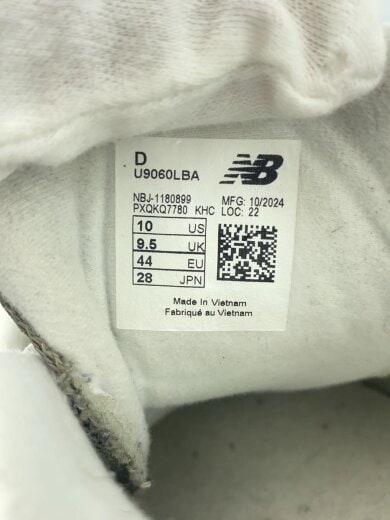 D
U9060LBA
NB
NBJ-1180899 MFG: 10/2024
PXQKQ7780 KHC LOC: 22
10 US
9.5 UK
44 EU
28 JPN
Made In Vietnam
Fabriqué au Vietnam